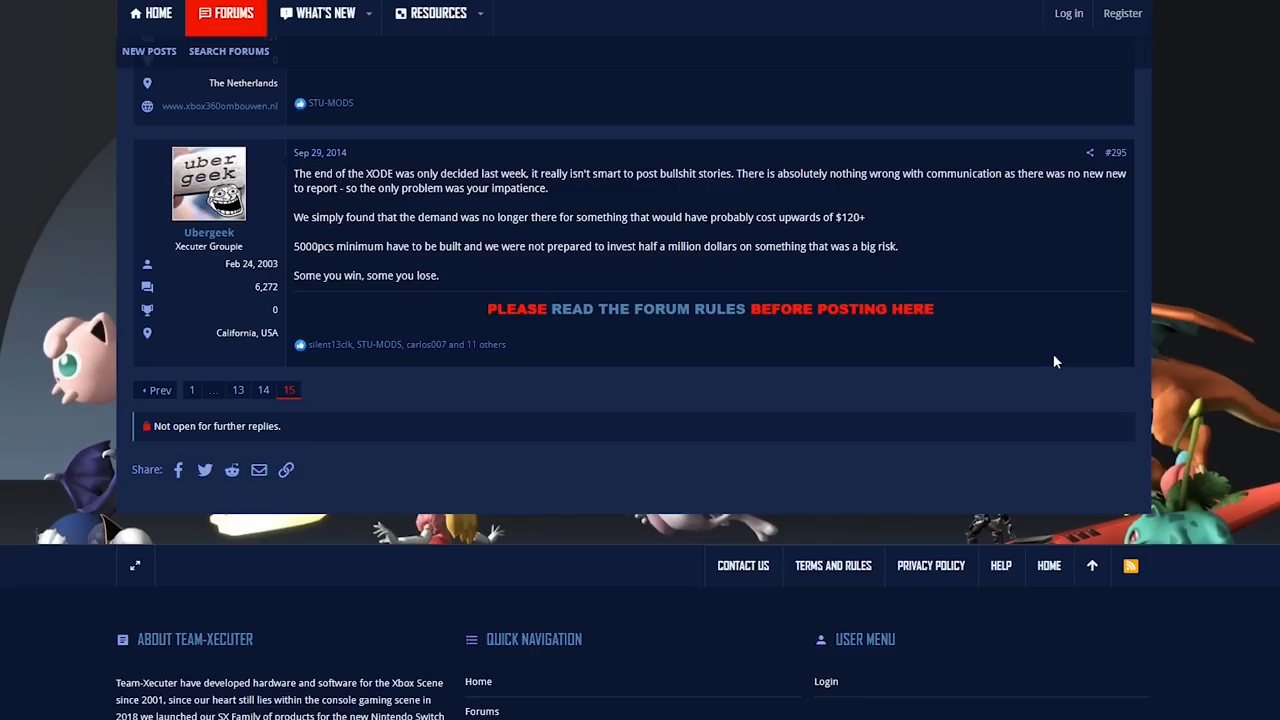 HOME
FORUMS
WHAT'S NEW
RESOURCES
Log in
Register
NEW POSTS
SEARCH FORUMS
0
The Netherlands
www.xbox360ombouwen.nl
STU-MODS
uber
geek
Ubergeek
Xecuter Groupie
Feb 24, 2003
6,272
0
California, USA
Sep 29, 2014
#295
The end of the XODE was only decided last week, it really isn't smart to post bullshit stories. There is absolutely nothing wrong with communication as there was no new new
to report - so the only problem was your impatience.
We simply found that the demand was no longer there for something that would have probably cost upwards of $120+
5000pcs minimum have to be built and we were not prepared to invest half a million dollars on something that was a big risk.
Some you win, some you lose.
PLEASE READ THE FORUM RULES BEFORE POSTING HERE
silent13clk, STU-MODS, carlos007 and 11 others
Prev 1 ... 13 14 15
Not open for further replies.
Share:
CONTACT US
TERMS AND RULES
PRIVACY POLICY
HELP
HOME
ABOUT TEAM-XECUTER
Team-Xecuter have developed hardware and software for the Xbox Scene
since 2001, since our heart still lies within the console gaming scene in
2018 we launched our SX Family of products for the new Nintendo Switch
QUICK NAVIGATION
Home
Forums
USER MENU
Login